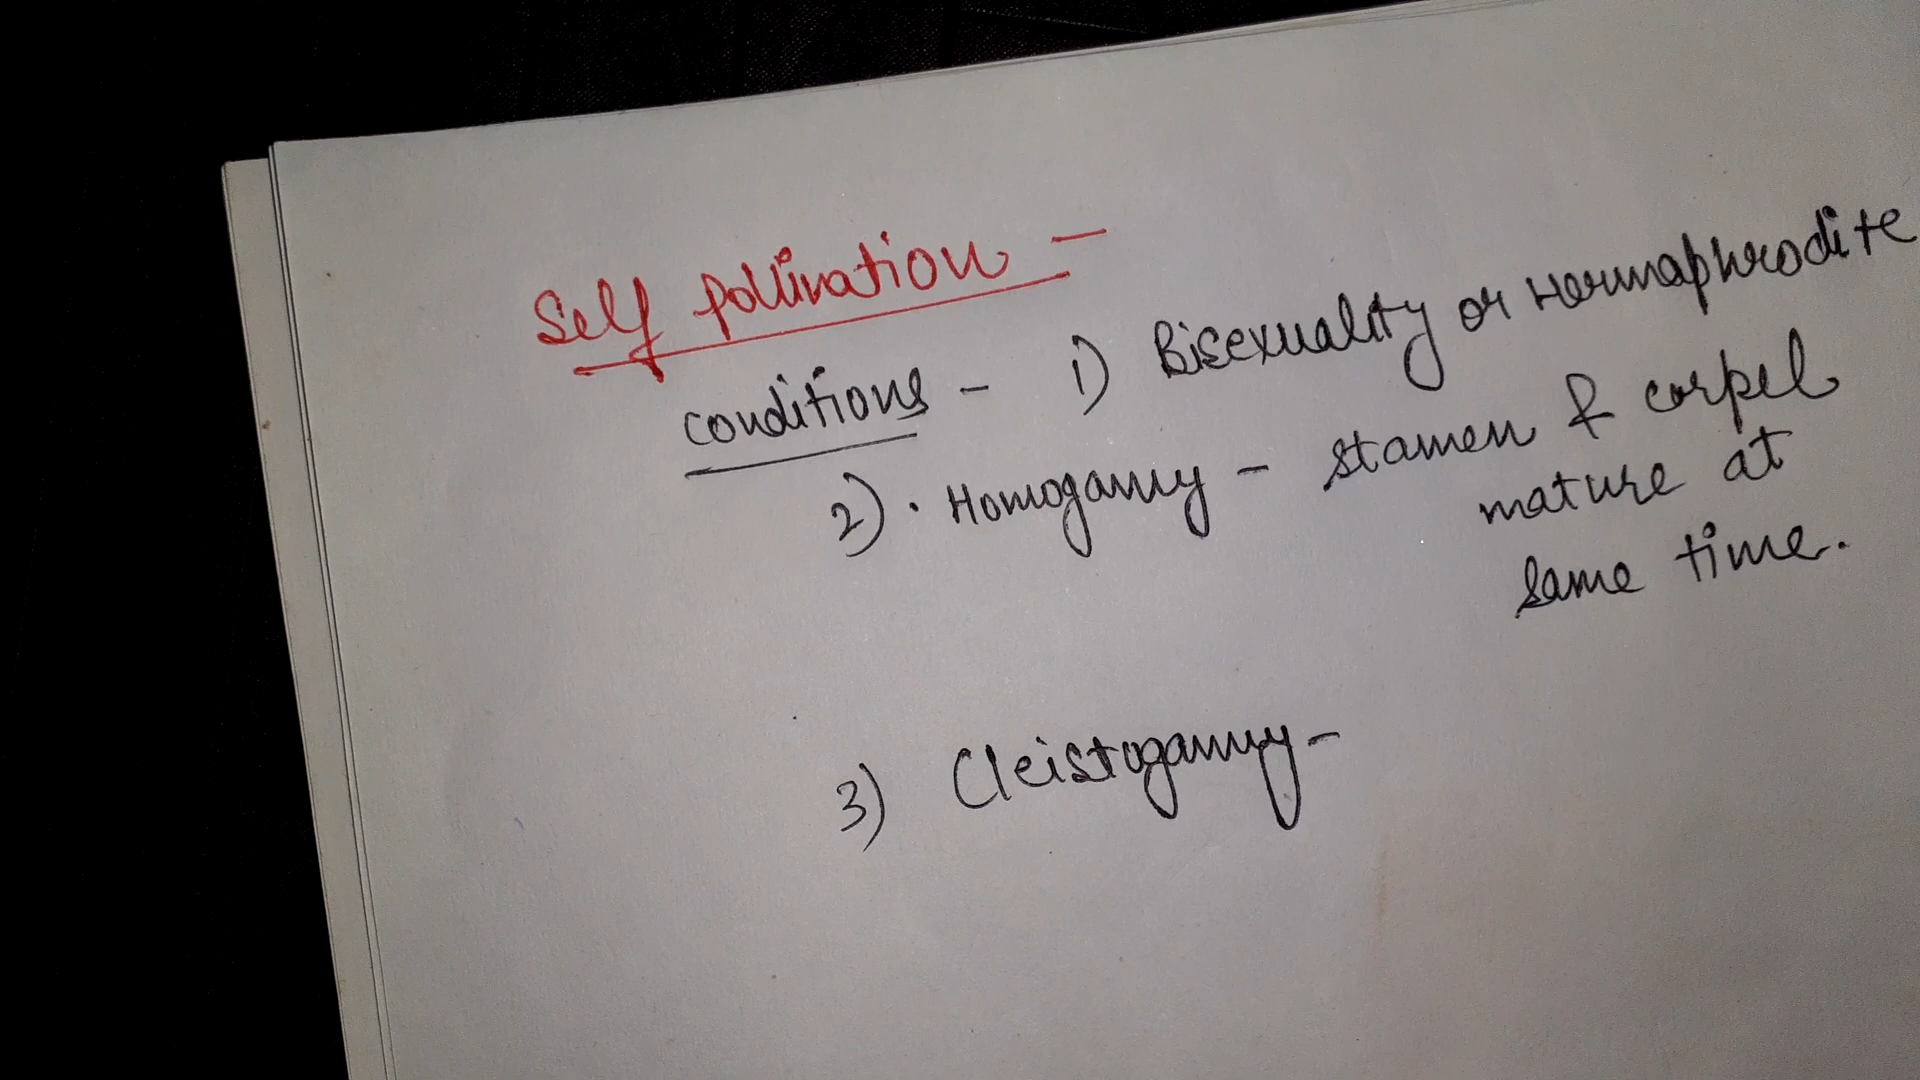 Self pollination -
conditions - 1) Bisexuality or Hermaphrodite
2) . Homogamy - stamen & carpel
mature at
same time.
3) Cleistogamy -